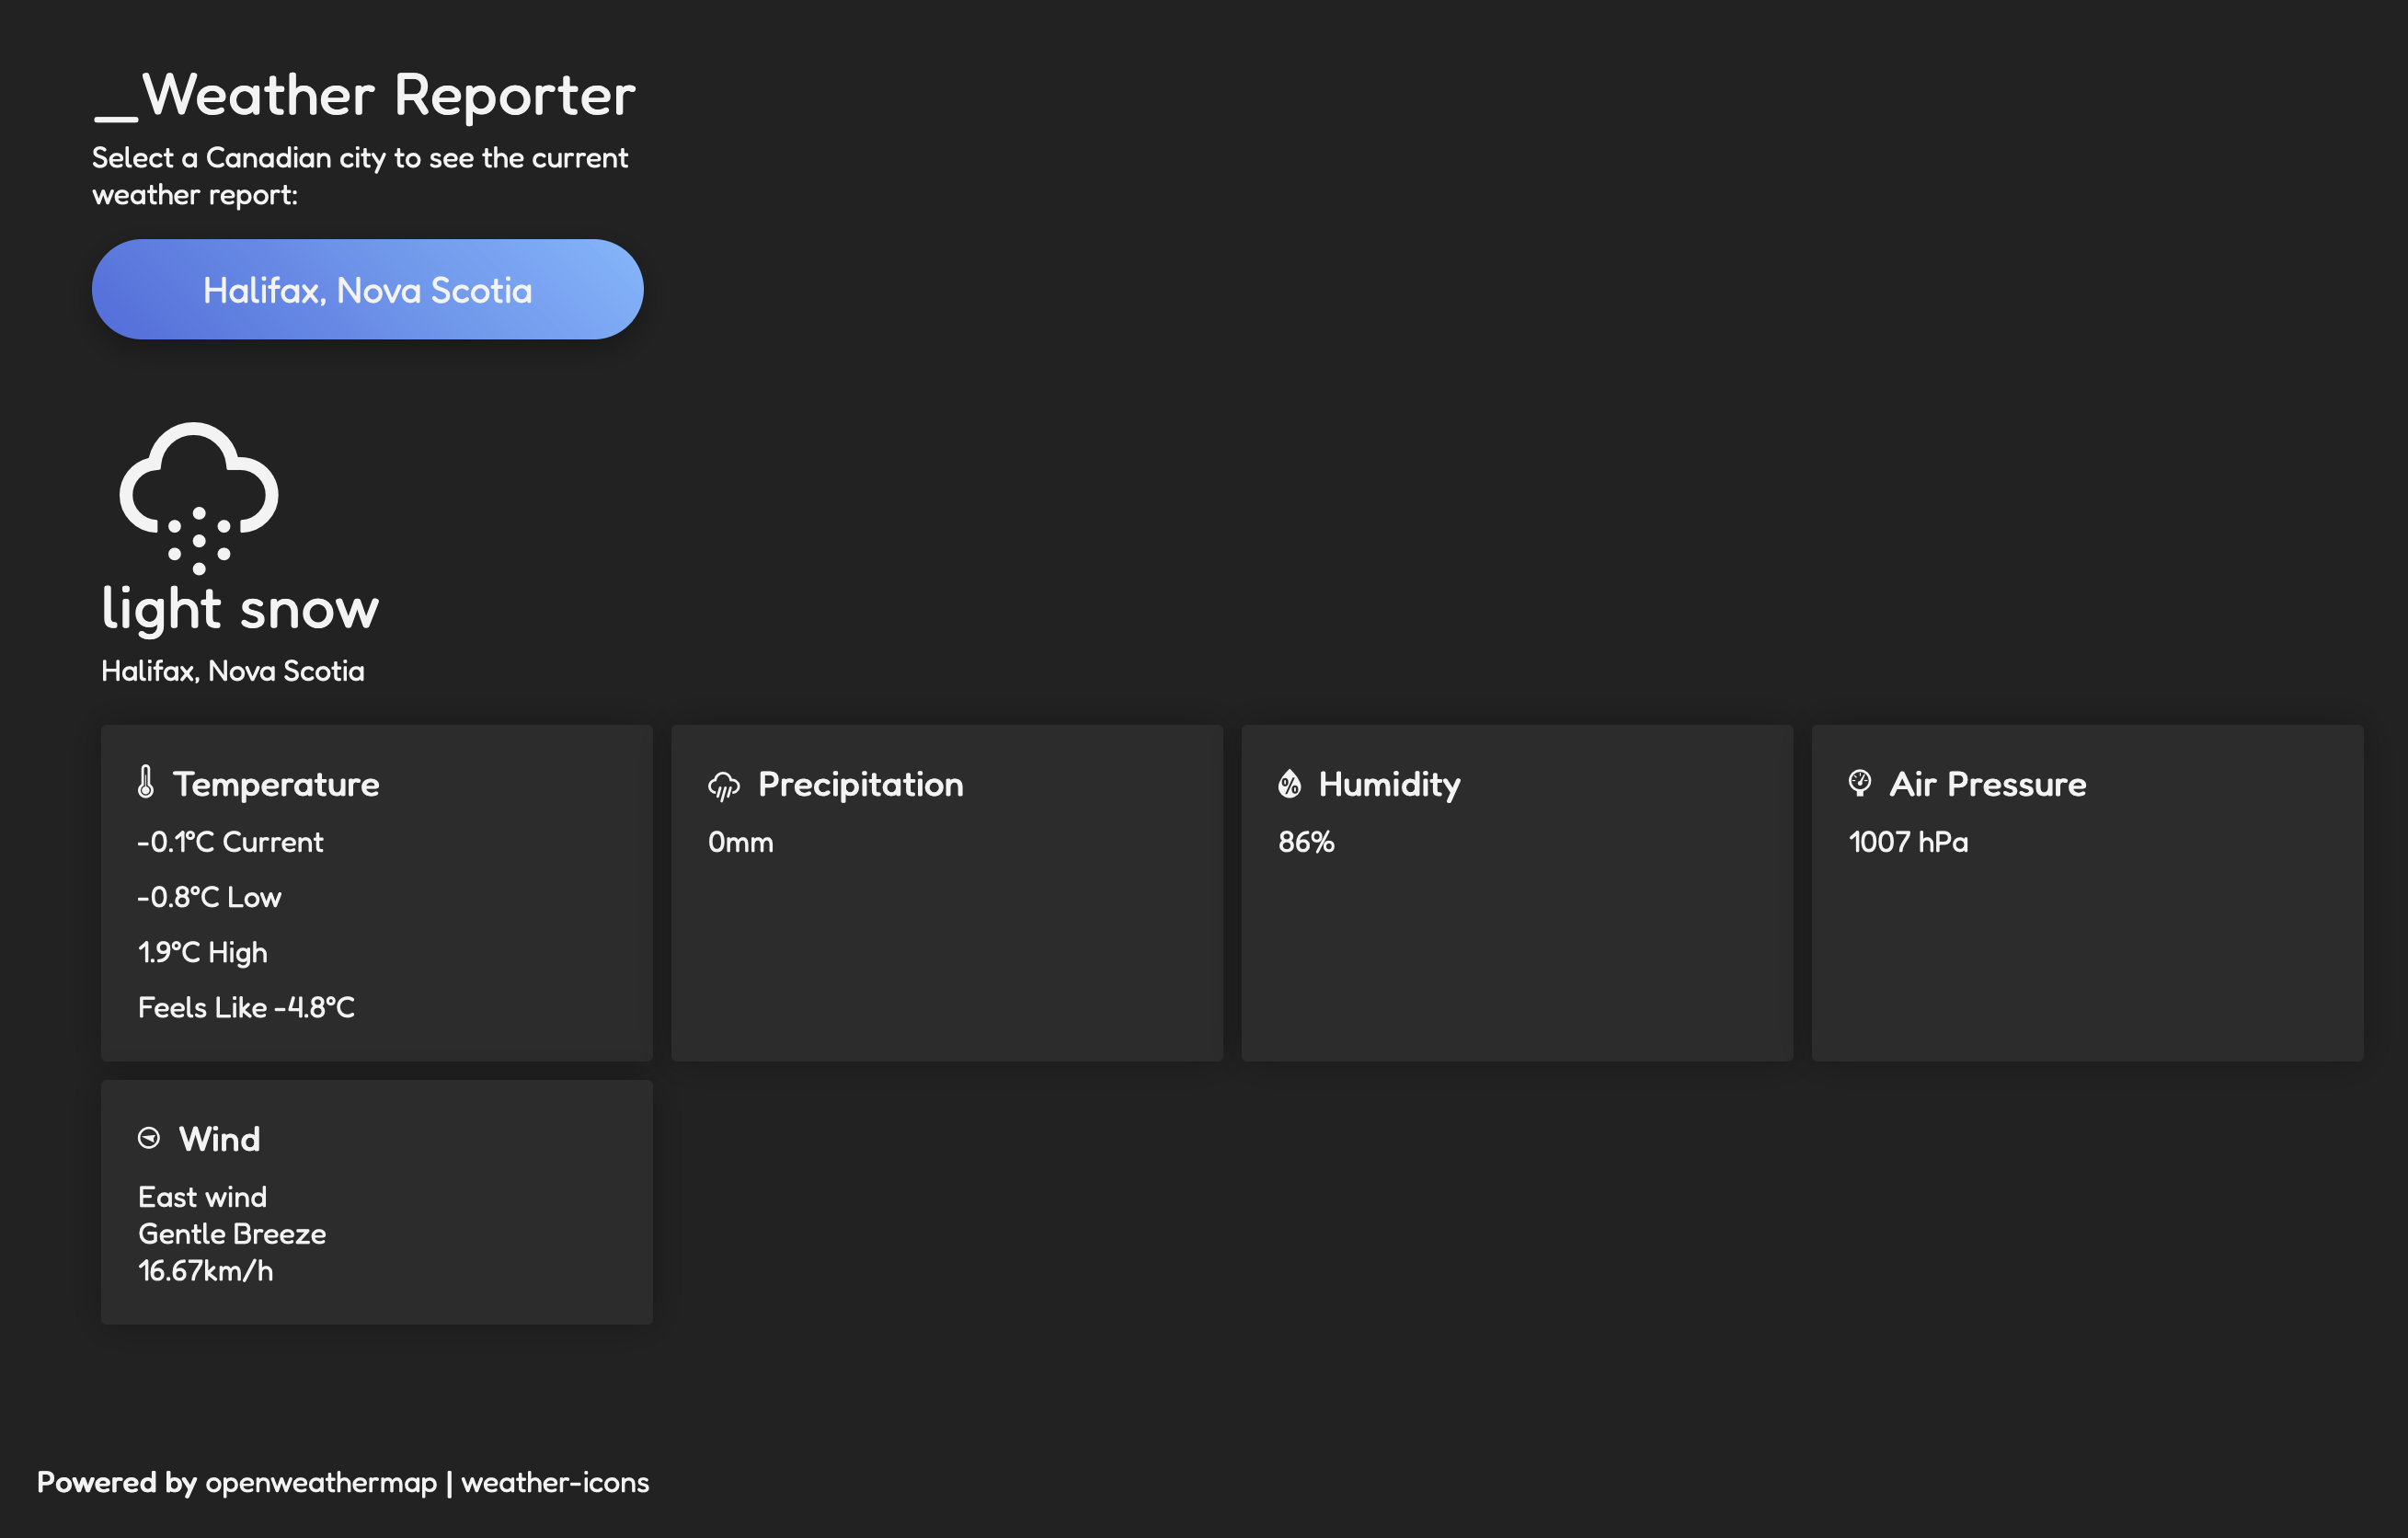 __Weather Reporter
Select a Canadian city to see the current
weather report:
Halifax, Nova Scotia
light snow
Halifax, Nova Scotia
Temperature
-0.1°C Current
-0.8°C Low
1.9°C High
Feels Like -4.8°C
Precipitation
0mm
Humidity
86%
Air Pressure
1007 hPa
Wind
East wind
Gentle Breeze
16.67km/h
Powered by openweathermap | weather-icons